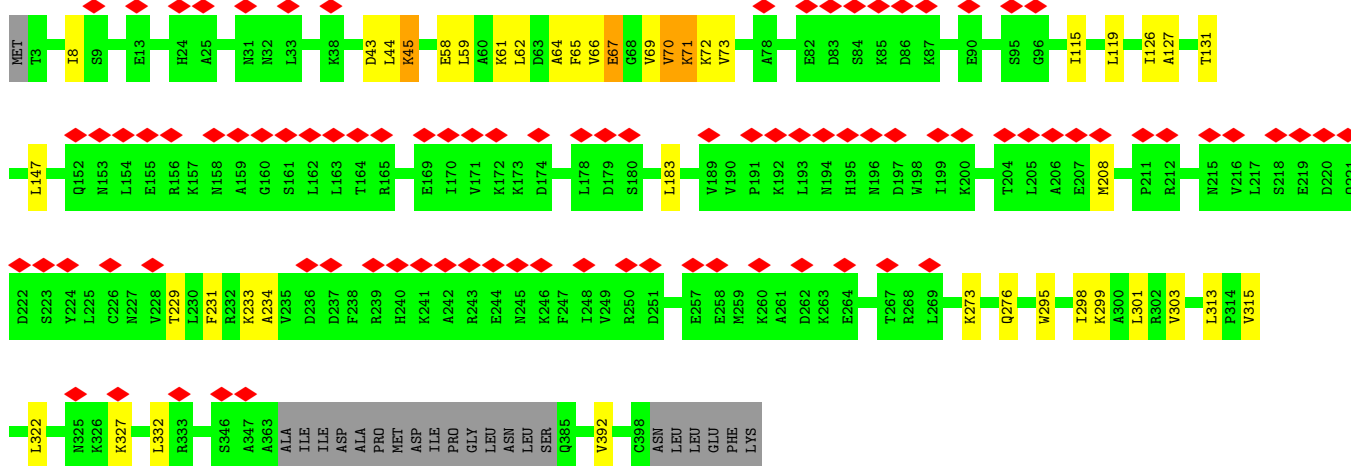 MET T3 I8 S9 E13 H24 A25 N31 N32 L33 K38 D43 L44 K45 E58 L59 A60 K61 L62 D63 A64 F65 V66 E67 G68 V69 V70 K71 K72 V73 A78 E82 D83 S84 K85 D86 K87 E90 S95 G96 I115 L119 I126 A127 T131
L147 Q152 N153 L154 E155 R156 K157 N158 A159 G160 S161 L162 L163 T164 R165 E169 I170 V171 K172 K173 D174 L178 D179 S180 L183 V189 V190 P191 K192 L193 N194 H195 N196 D197 W198 I199 K200 T204 L205 A206 E207 M208 P211 R212 N215 V216 L217 S218 E219 D220
D222 S223 Y224 L225 C226 N227 V228 T229 L230 F231 R232 K233 A234 V235 D236 D237 F238 R239 H240 K241 A242 R243 E244 N245 K246 F247 I248 V249 R250 D251 E257 E258 M259 K260 A261 D262 K263 E264 T267 R268 L269 K273 Q276 W295 I298 K299 A300 L301 R302 V303 L313 P314 V315
L322 N325 K326 K327 L332 R333 S346 A347 A363 ALA ILE ILE ASP ALA PRO MET ASP ILE PRO GLY LEU ASN LEU SER Q385 V392 C398 ASN LEU LEU GLU PHE LYS